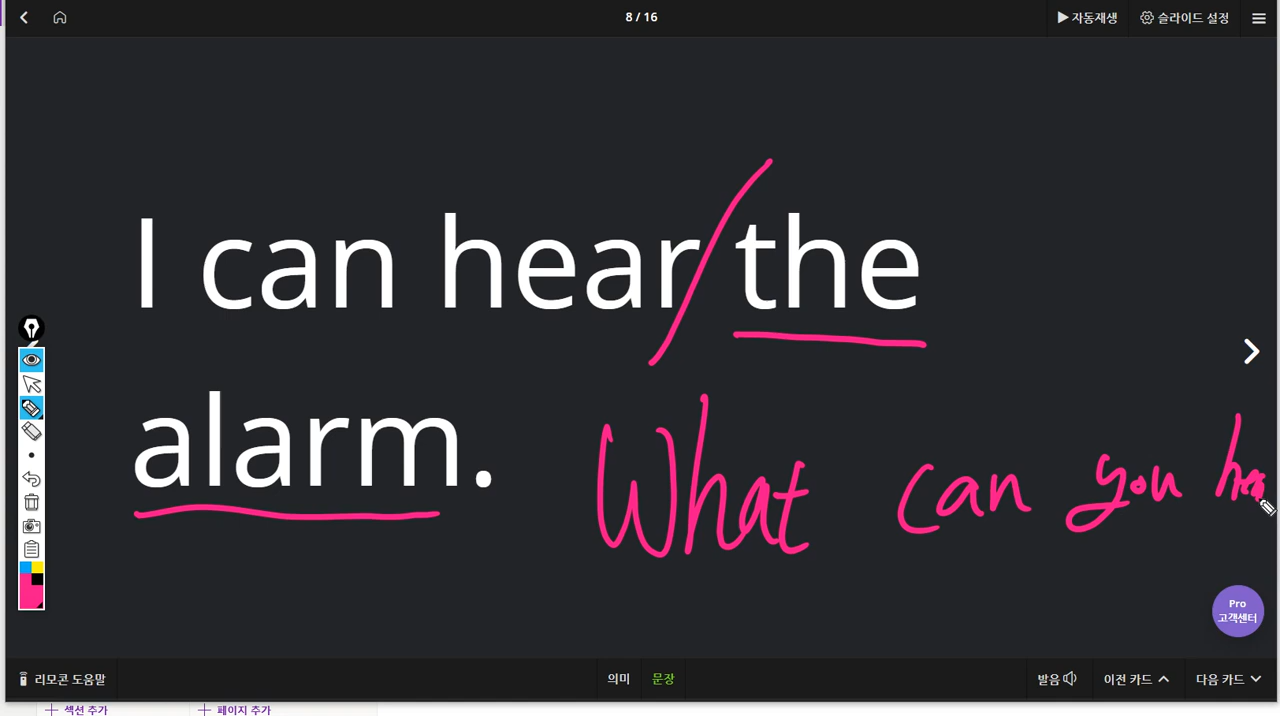 8 / 16
자동재생
슬라이드 설정
I can hear the
alarm.
What can you
Pro
고객센터
리모콘 도움말
의미
문장
발음
이전 카드
다음 카드
섹션 추가
페이지 추가